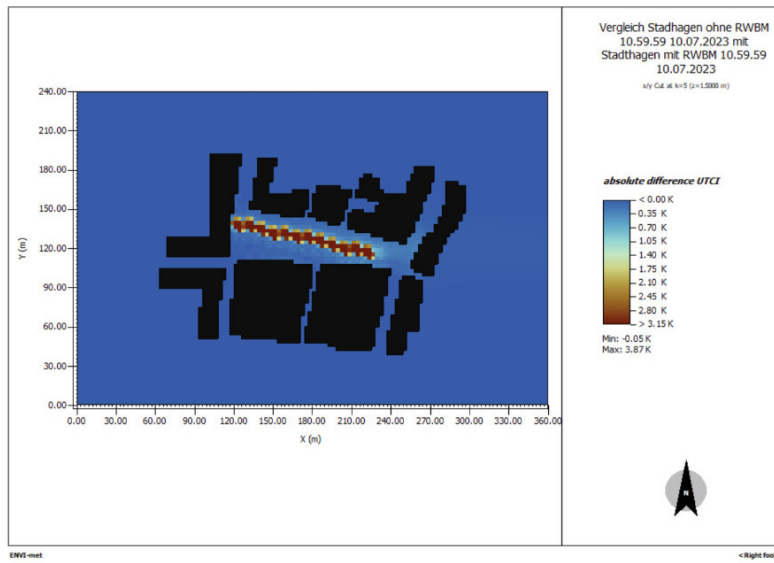 Vergleich Stadhagen ohne RWBM
10.59.59 10.07.2023 mit
Stadthagen mit RWBM 10.59.59
10.07.2023
x/y Cut at k=5 (z=1.5000 m)
absolute difference UTCI
< 0.00 K
0.35 K
0.70 K
1.05 K
1.40 K
1.75 K
2.10 K
2.45 K
2.80 K
> 3.15 K
Min: -0.05 K
Max: 3.87 K
240.00
210.00
180.00
150.00
120.00
90.00
60.00
30.00
0.00
Y (m)
0.00 30.00 60.00 90.00 120.00 150.00 180.00 210.00 240.00 270.00 300.00 330.00 360.00
X (m)
N
ENVI-met
<Right foo